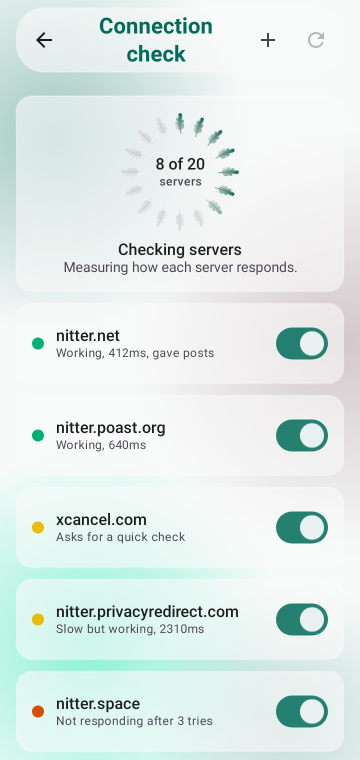 Connection
check
8 of 20
servers
Checking servers
Measuring how each server responds.
nitter.net
Working, 412ms, gave posts
nitter.poast.org
Working, 640ms
xcancel.com
Asks for a quick check
nitter.privacyredirect.com
Slow but working, 2310ms
nitter.space
Not responding after 3 tries